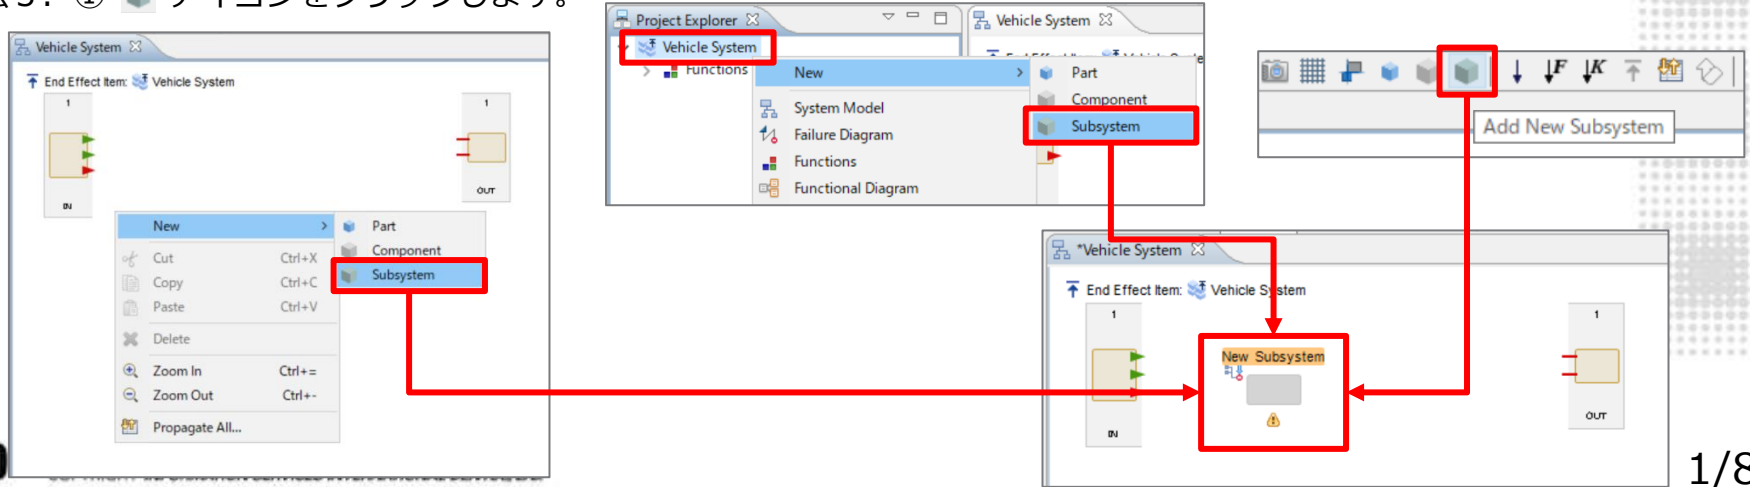 ① アイコンをクリックします。
Vehicle System
End Effect Item: Vehicle System
1
IN
1
OUT
New
Cut Ctrl+X
Copy Ctrl+C
Paste Ctrl+V
Delete
Zoom In Ctrl+=
Zoom Out Ctrl+-
Propagate All...
Part
Component
Subsystem
Project Explorer
Vehicle System
Functions
Vehicle System
New
System Model
Failure Diagram
Functions
Functional Diagram
Part
Component
Subsystem
F
K
Add New Subsystem
*Vehicle System
End Effect Item: Vehicle System
1
IN
New Subsystem
1
OUT
1/8